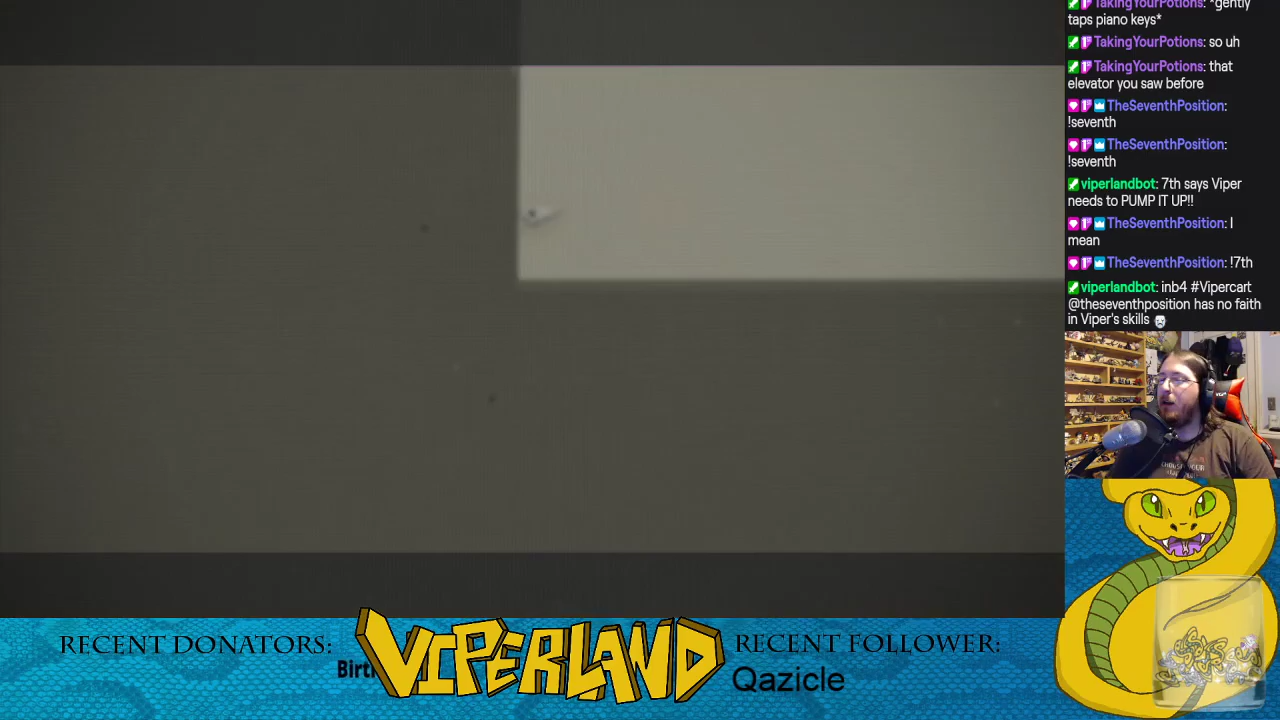 TakingYourPotions: *gently
taps piano keys*
TakingYourPotions: so uh
TakingYourPotions: that
elevator you saw before
TheSeventhPosition:
!seventh
TheSeventhPosition:
!seventh
viperlandbot: 7th says Viper
needs to PUMP IT UP!!
TheSeventhPosition: I
mean
TheSeventhPosition: !7th
viperlandbot: inb4 #Vipercart
@theseventhposition has no faith
in Viper's skills
RECENT DONATORS:
VIPERLAND
RECENT FOLLOWER:
Qazicle